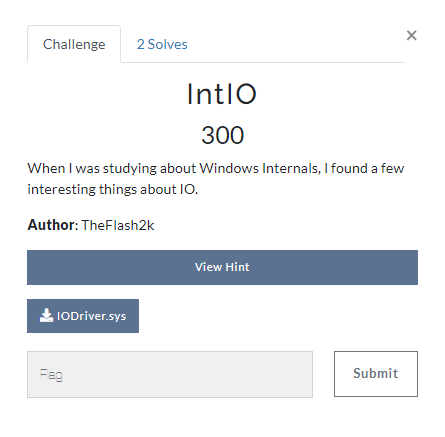 Challenge
2 Solves
×
IntIO
300
When I was studying about Windows Internals, I found a few
interesting things about IO.
Author: TheFlash2k
View Hint
IODriver.sys
Flag
Submit